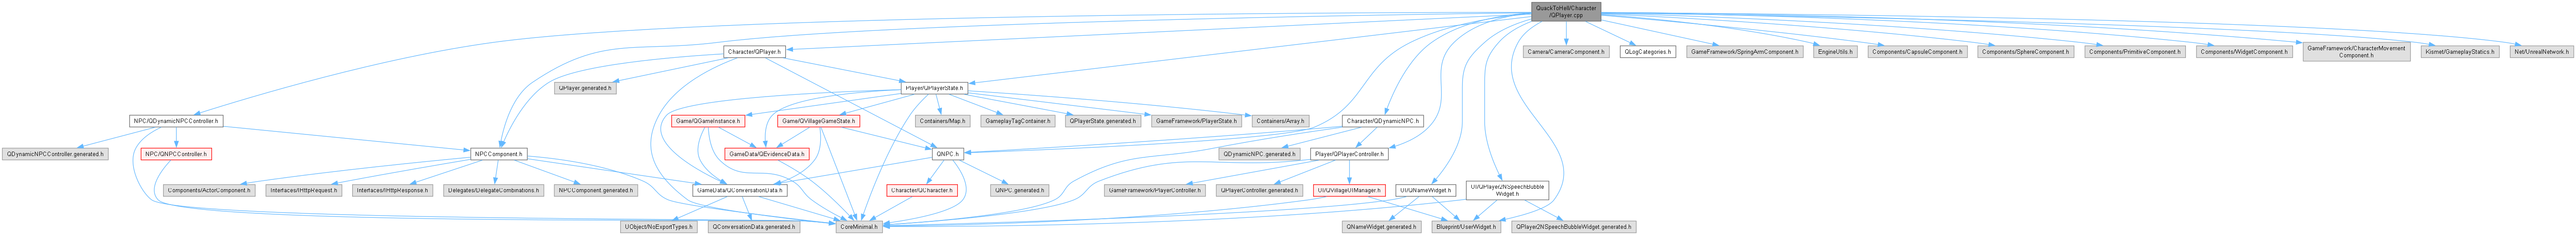 QuackToHell/Character
/QPlayer.cpp
Character/QPlayer.h
Camera/CameraComponent.h
QLogCategories.h
GameFramework/SpringArmComponent.h
EngineUtils.h
Components/CapsuleComponent.h
Components/SphereComponent.h
Components/PrimitiveComponent.h
Components/WidgetComponent.h
GameFramework/CharacterMovement
Component.h
Kismet/GameplayStatics.h
Net/UnrealNetwork.h
QPlayer.generated.h
Player/QPlayerState.h
NPC/QDynamicNPCController.h
Game/QGameInstance.h
Game/QVillageGameState.h
Containers/Map.h
GameplayTagContainer.h
QPlayerState.generated.h
GameFramework/PlayerState.h
Containers/Array.h
Character/QDynamicNPC.h
QDynamicNPCController.generated.h
NPC/QNPCController.h
NPCComponent.h
GameData/QEvidenceData.h
QNPC.h
QDynamicNPC.generated.h
Player/QPlayerController.h
Components/ActorComponent.h
Interfaces/IHttpRequest.h
Interfaces/IHttpResponse.h
Delegates/DelegateCombinations.h
NPCComponent.generated.h
GameData/QConversationData.h
Character/QCharacter.h
QNPC.generated.h
GameFramework/PlayerController.h
QPlayerController.generated.h
UI/QVillageUIManager.h
UI/QNameWidget.h
UI/QPlayer2NSpeechBubble
Widget.h
UObject/NoExportTypes.h
QConversationData.generated.h
CoreMinimal.h
QNameWidget.generated.h
Blueprint/UserWidget.h
QPlayer2NSpeechBubbleWidget.generated.h